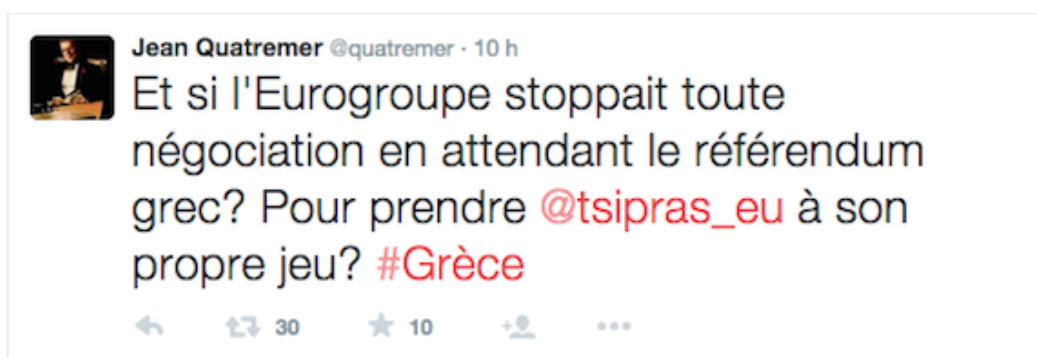 Jean Quatremer @quatremer · 10 h
Et si l'Eurogroupe stoppait toute
négociation en attendant le référendum
grec? Pour prendre @tsipras_eu à son
propre jeu? #Grèce
30 10